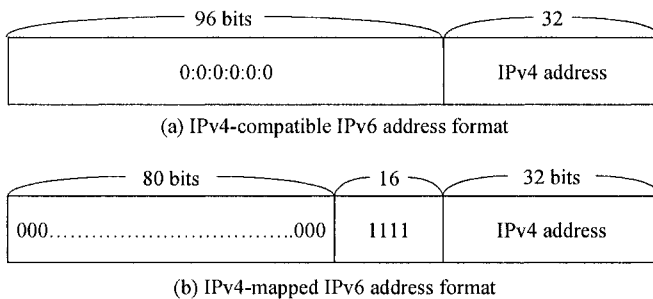 96 bits 32
0:0:0:0:0:0 IPv4 address
(a) IPv4-compatible IPv6 address format
80 bits 16 32 bits
000....................................000 1111 IPv4 address
(b) IPv4-mapped IPv6 address format